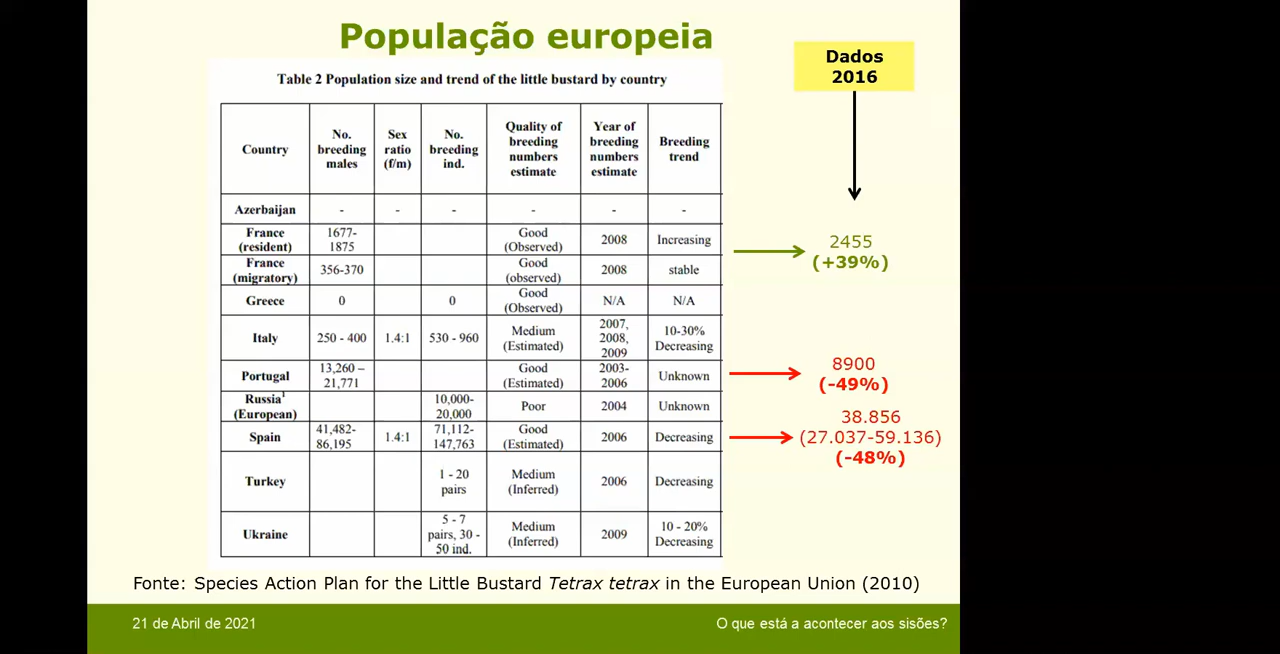 População europeia
Dados
2016
Table 2 Population size and trend of the little bustard by country
Country
No.
breeding
males
Sex
ratio
(f/m)
No.
breeding
ind.
Quality of
breeding
numbers
estimate
Year of
breeding
numbers
estimate
Breeding
trend
Azerbaijan - - - - - -
France
(resident)
1677-
1875
Good
(Observed)
2008
Increasing
2455
(+39%)
France
(migratory)
356-370
Good
(observed)
2008
stable
Greece
0
0
Good
(Observed)
N/A
N/A
Italy
250 - 400
1.4:1
530 - 960
Medium
(Estimated)
2007,
2008,
2009
10-30%
Decreasing
Portugal
13,260 –
21,771
Good
(Estimated)
2003-
2006
Unknown
8900
(-49%)
Russia1
(European)
10,000-
20,000
Poor
2004
Unknown
Spain
41,482-
86,195
1.4:1
71,112-
147,763
Good
(Estimated)
2006
Decreasing
38.856
(27.037-59.136)
(-48%)
Turkey
1 - 20
pairs
Medium
(Inferred)
2006
Decreasing
Ukraine
5 - 7
pairs, 30 -
50 ind.
Medium
(Inferred)
2009
10 - 20%
Decreasing
Fonte: Species Action Plan for the Little Bustard Tetrax tetrax in the European Union (2010)
21 de Abril de 2021
O que está a acontecer aos sisões?